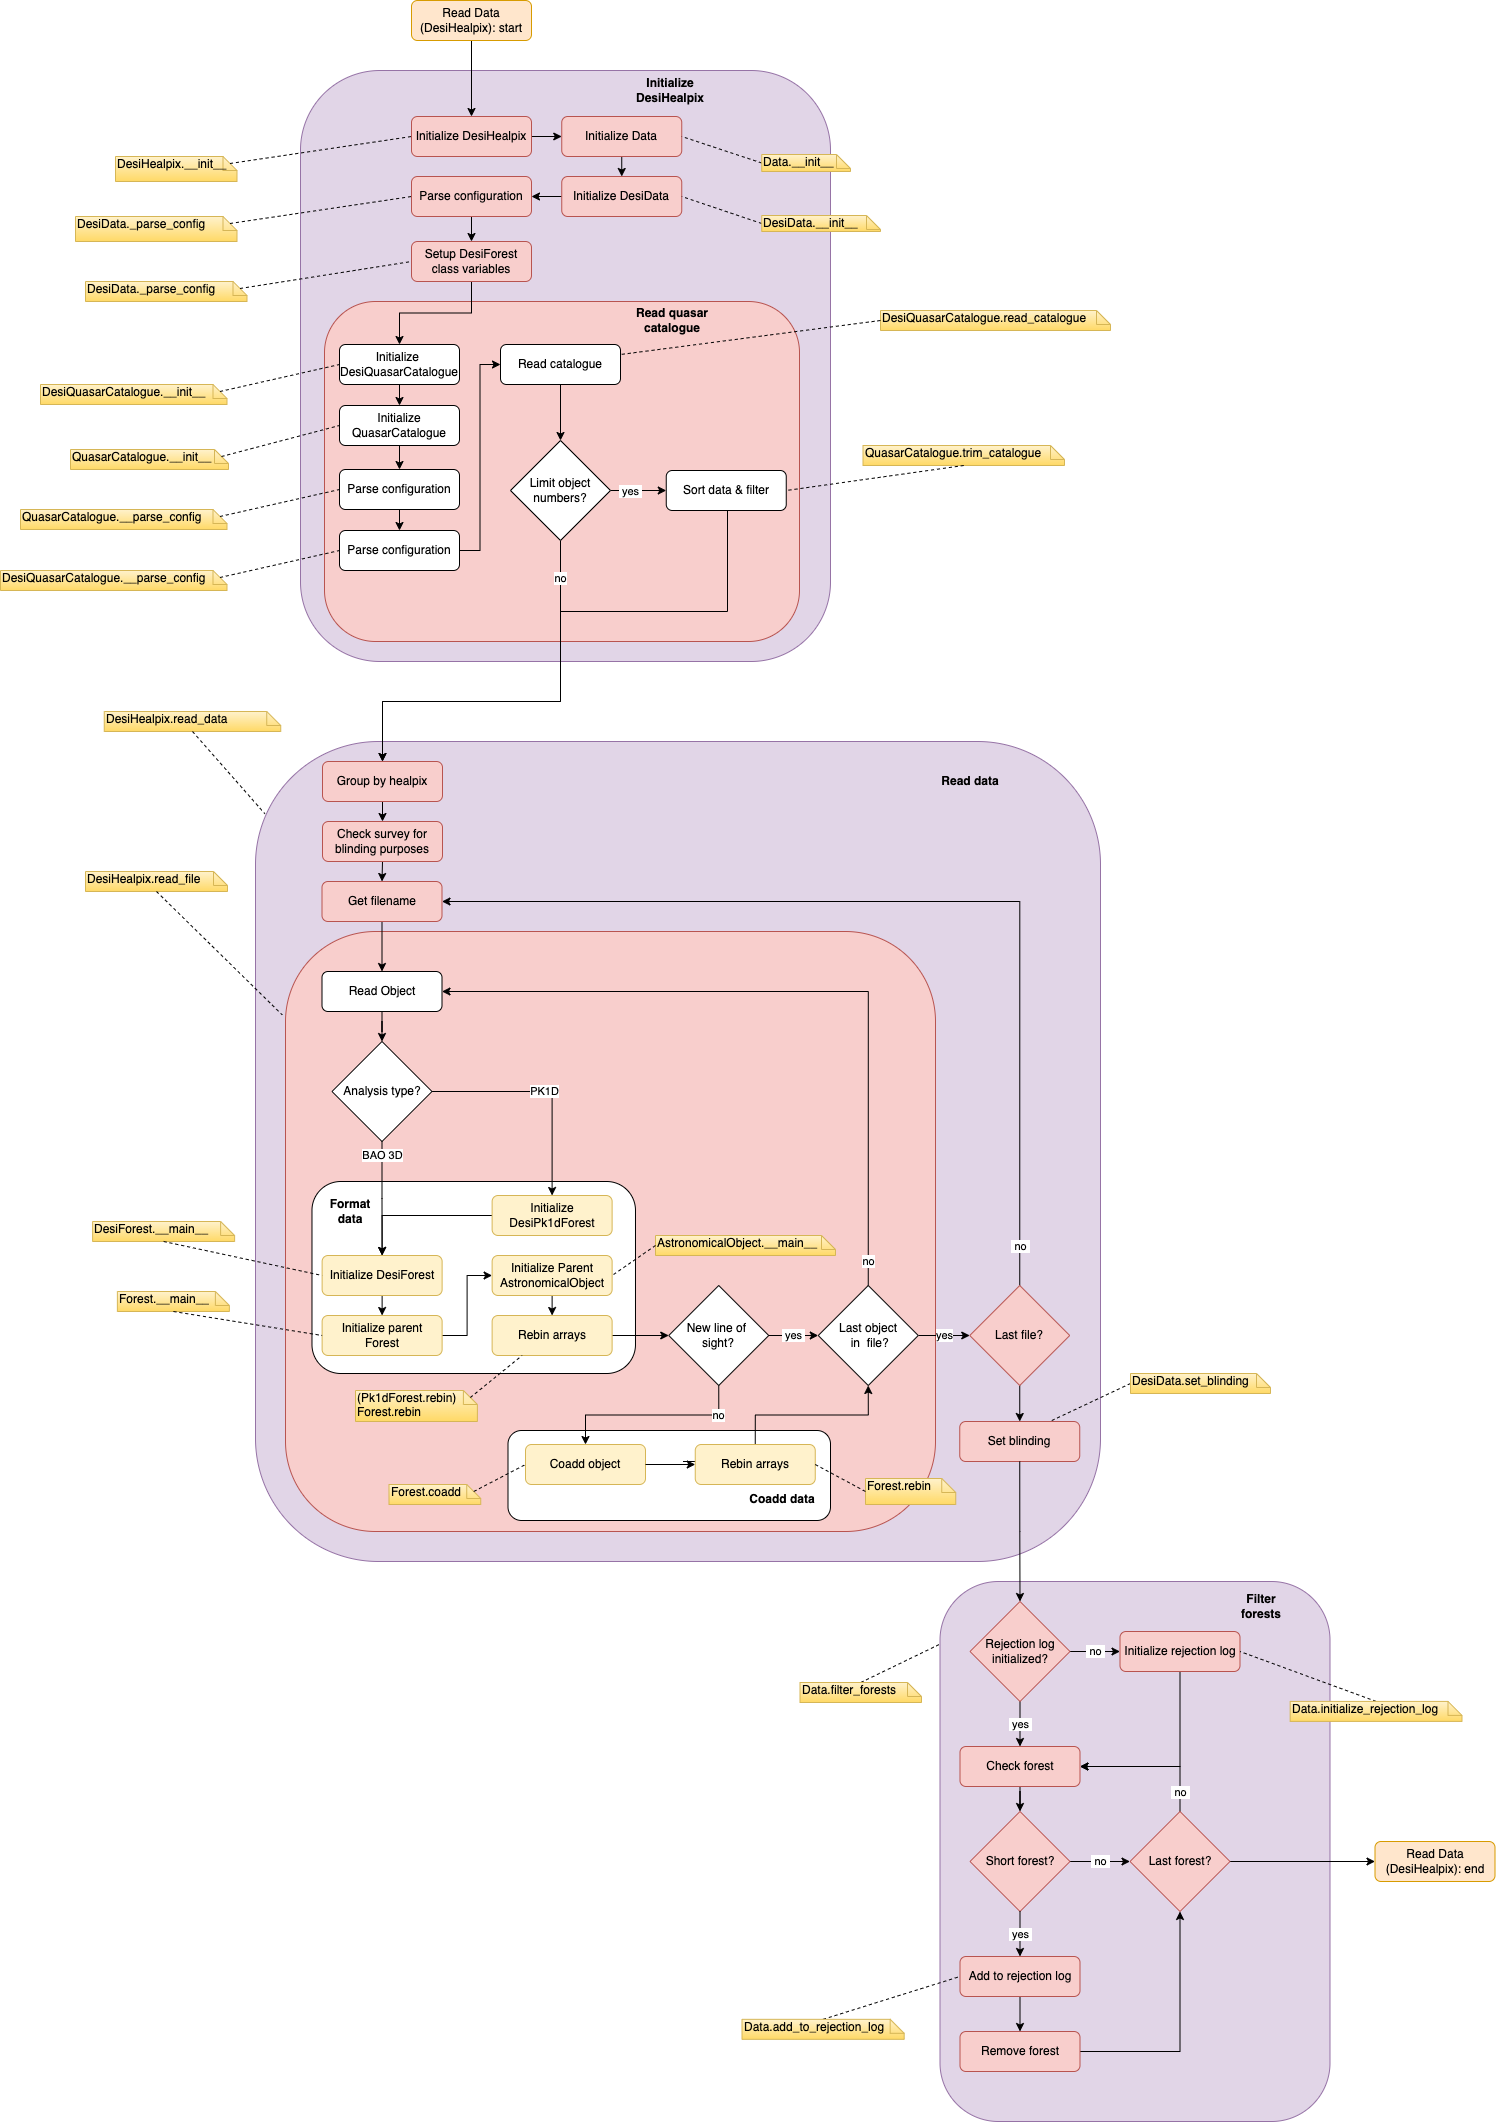 Read Data
(DesiHealpix): start
Initialize
DesiHealpix
Initialize DesiHealpix
Initialize Data
DesiHealpix.__init__
Data.__init__
Parse configuration
Initialize DesiData
DesiData._parse_config
DesiData.__init__
Setup DesiForest
class variables
DesiData._parse_config
Read quasar
catalogue
DesiQuasarCatalogue.read_catalogue
Initialize
DesiQuasarCatalogue
Read catalogue
DesiQuasarCatalogue.__init__
Initialize
QuasarCatalogue
QuasarCatalogue.__init__
QuasarCatalogue.trim_catalogue
Parse configuration
Limit object
numbers?
yes
Sort data & filter
QuasarCatalogue.__parse_config
Parse configuration
DesiQuasarCatalogue.__parse_config
no
DesiHealpix.read_data
Group by healpix
Read data
Check survey for
blinding purposes
DesiHealpix.read_file
Get filename
Read Object
Analysis type?
PK1D
BAO 3D
Format
data
Initialize
DesiPk1dForest
DesiForest.__main__
AstronomicalObject.__main__
no
no
Initialize DesiForest
Initialize Parent
AstronomicalObject
Forest.__main__
Initialize parent
Forest
Rebin arrays
New line of
sight?
yes
Last object
in  file?
yes
Last file?
(Pk1dForest.rebin)
Forest.rebin
DesiData.set_blinding
no
Set blinding
Coadd object
Rebin arrays
Forest.coadd
Forest.rebin
Coadd data
Filter
forests
Rejection log
initialized?
no
Initialize rejection log
Data.filter_forests
Data.initialize_rejection_log
yes
Check forest
no
Short forest?
no
Last forest?
Read Data
(DesiHealpix): end
yes
Add to rejection log
Data.add_to_rejection_log
Remove forest